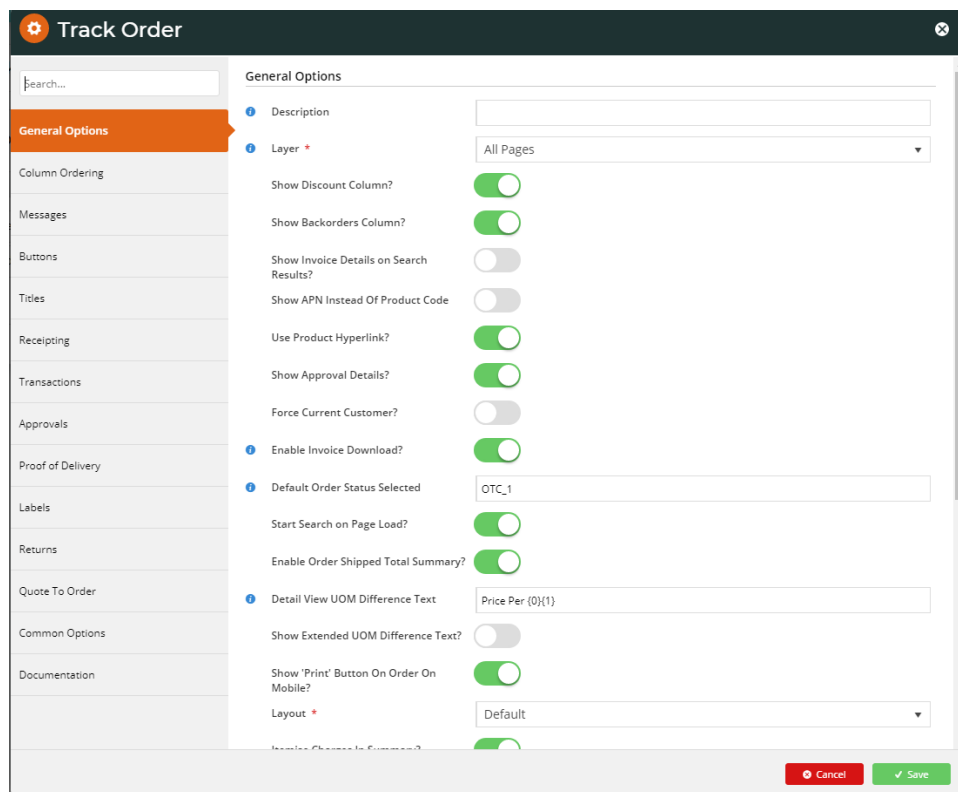 Track Order
Search...
General Options
Column Ordering
Messages
Buttons
Titles
Receipting
Transactions
Approvals
Proof of Delivery
Labels
Returns
Quote To Order
Common Options
Documentation
General Options
Description
Layer *
All Pages
Show Discount Column?
Show Backorders Column?
Show Invoice Details on Search
Results?
Show APN Instead Of Product Code
Use Product Hyperlink?
Show Approval Details?
Force Current Customer?
Enable Invoice Download?
Default Order Status Selected
OTC_1
Start Search on Page Load?
Enable Order Shipped Total Summary?
Detail View UOM Difference Text
Price Per {0}{1}
Show Extended UOM Difference Text?
Show 'Print' Button On Order On
Mobile?
Layout *
Default
Itemise Charges In Summary?
Cancel
Save